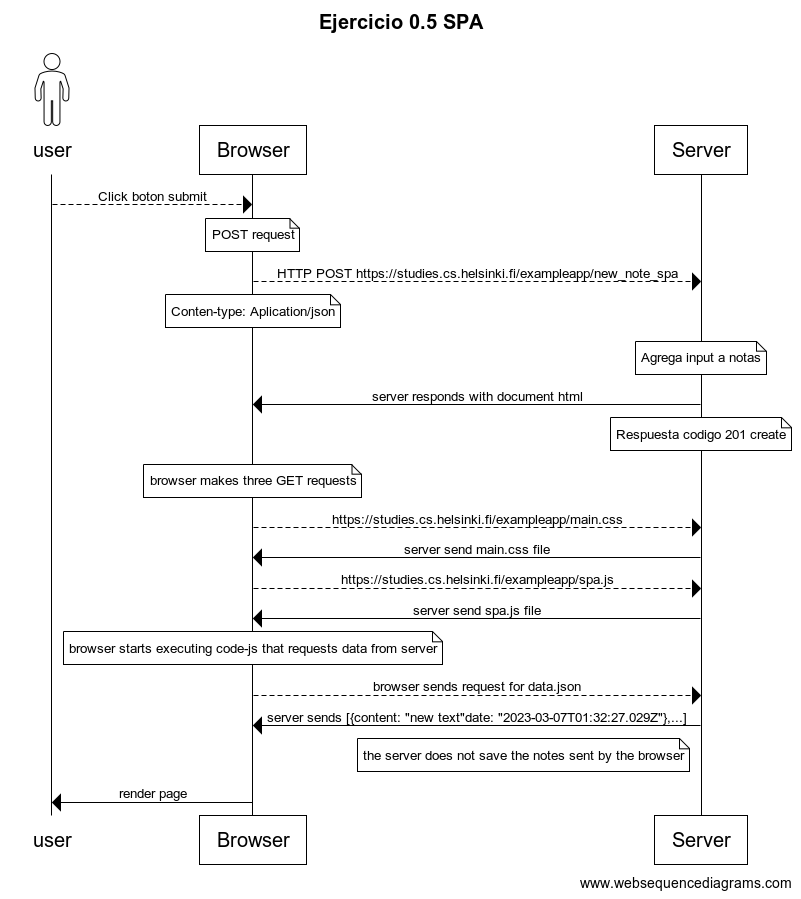 Ejercicio 0.5 SPA
user
Browser
Server
Click boton submit
POST request
HTTP POST https://studies.cs.helsinki.fi/exampleapp/new_note_spa
Conten-type: Aplication/json
Agrega input a notas
server responds with document html
Respuesta codigo 201 create
browser makes three GET requests
https://studies.cs.helsinki.fi/exampleapp/main.css
server send main.css file
https://studies.cs.helsinki.fi/exampleapp/spa.js
server send spa.js file
browser starts executing code-js that requests data from server
browser sends request for data.json
server sends [{content: "new text"date: "2023-03-07T01:32:27.029Z"},...]
the server does not save the notes sent by the browser
render page
user
Browser
Server
www.websequencediagrams.com